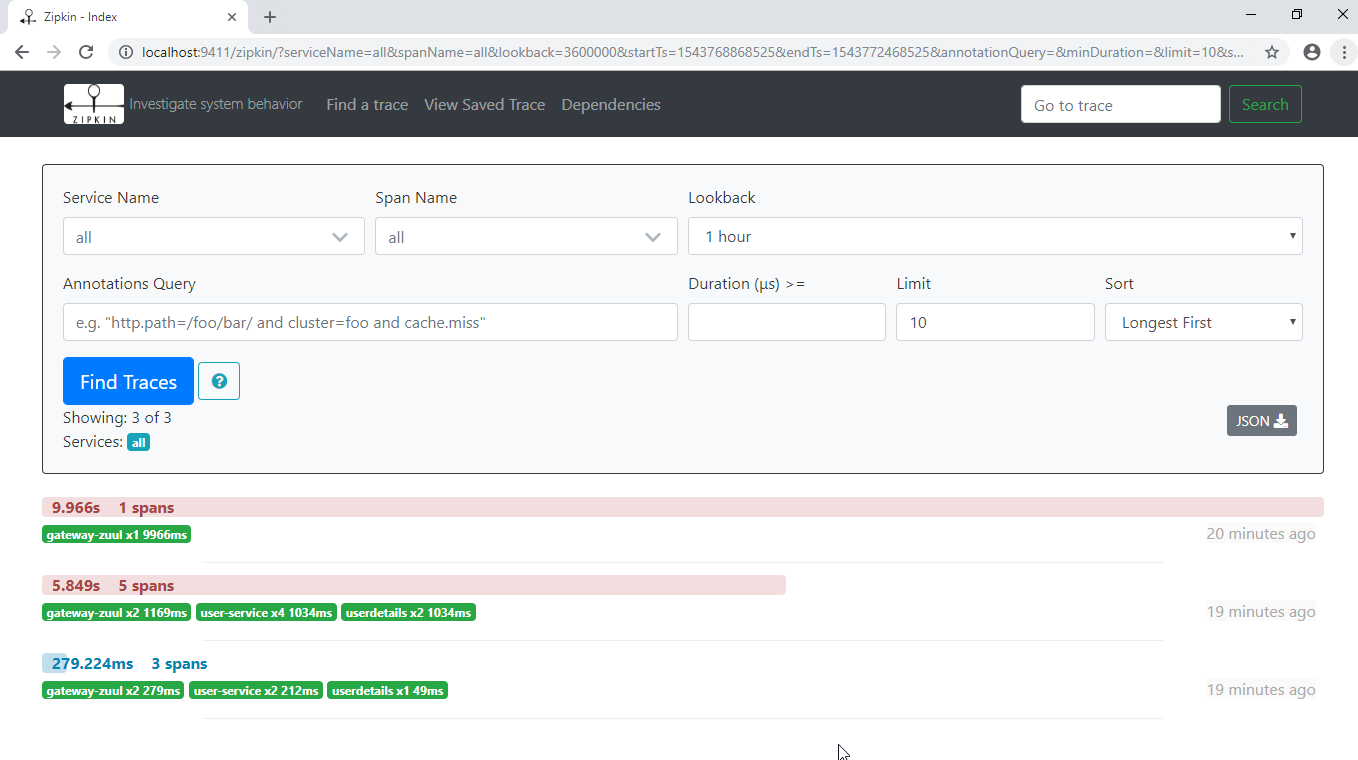 Zipkin - Index
localhost:9411/zipkin/?serviceName=all&spanName=all&lookback=3600000&startTs=1543768868525&endTs=1543772468525&annotationQuery=&minDuration=&limit=10&s...
ZIPKIN Investigate system behavior Find a trace View Saved Trace Dependencies Go to trace Search
Service Name Span Name Lookback
all all 1 hour
Annotations Query Duration (μs) >= Limit Sort
e.g. "http.path=/foo/bar/ and cluster=foo and cache.miss" 10 Longest First
Find Traces ?
Showing: 3 of 3
Services: all JSON
9.966s 1 spans
gateway-zuul x1 9966ms 20 minutes ago
5.849s 5 spans
gateway-zuul x2 1169ms user-service x4 1034ms userdetails x2 1034ms 19 minutes ago
279.224ms 3 spans
gateway-zuul x2 279ms user-service x2 212ms userdetails x1 49ms 19 minutes ago